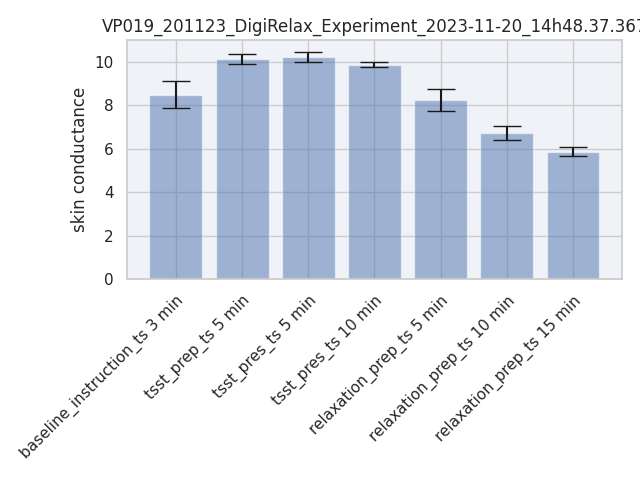 VP019_201123_DigiRelax_Experiment_2023-11-20_14h48.37.367
skin conductance
10
8
6
4
2
0
baseline_instruction_ts 3 min
tsst_prep_ts 5 min
tsst_pres_ts 5 min
tsst_pres_ts 10 min
relaxation_prep_ts 5 min
relaxation_prep_ts 10 min
relaxation_prep_ts 15 min